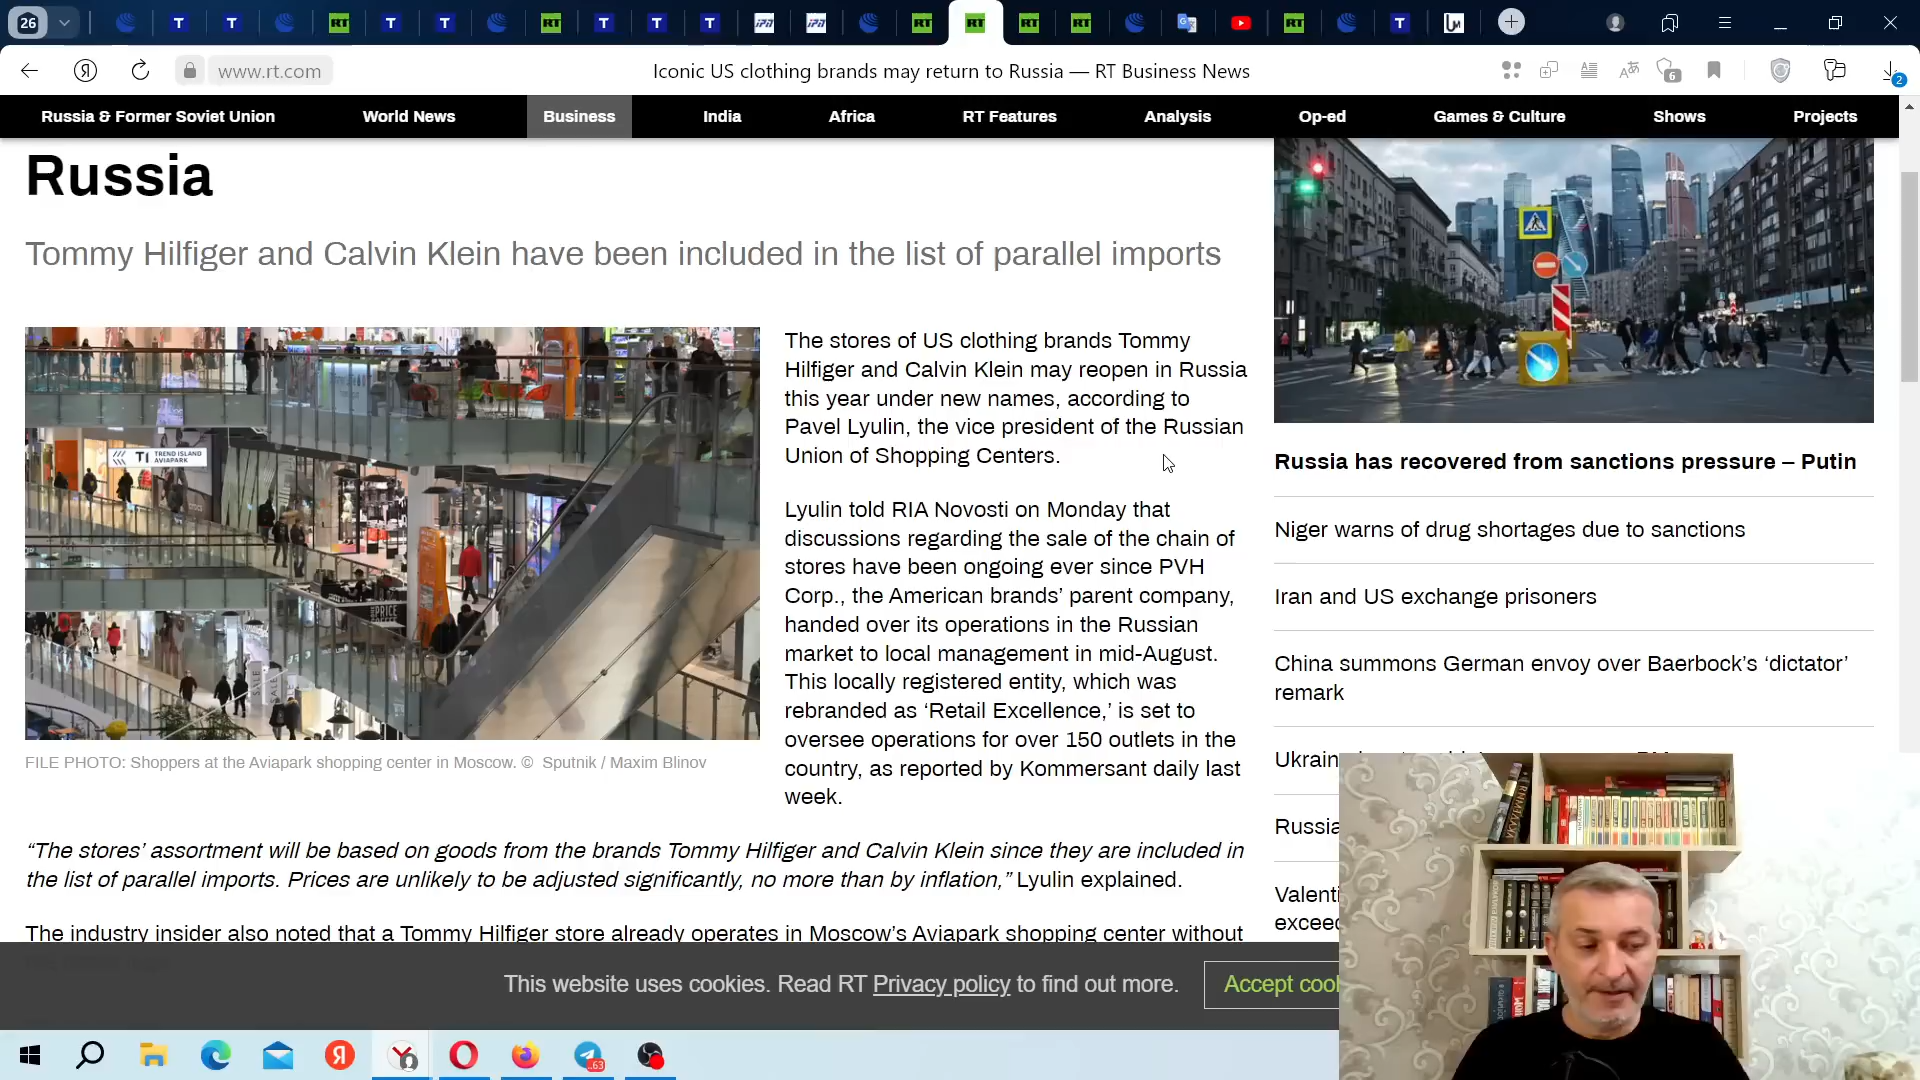 26
www.rt.com
Iconic US clothing brands may return to Russia — RT Business News
6
2
Russia & Former Soviet Union
World News
Business
India
Africa
RT Features
Analysis
Op-ed
Games & Culture
Shows
Projects
Russia
Tommy Hilfiger and Calvin Klein have been included in the list of parallel imports
TREND ISLAND
AVIAPARK
FILE PHOTO: Shoppers at the Aviapark shopping center in Moscow. © Sputnik / Maxim Blinov
The stores of US clothing brands Tommy
Hilfiger and Calvin Klein may reopen in Russia
this year under new names, according to
Pavel Lyulin, the vice president of the Russian
Union of Shopping Centers.
Lyulin told RIA Novosti on Monday that
discussions regarding the sale of the chain of
stores have been ongoing ever since PVH
Corp., the American brands’ parent company,
handed over its operations in the Russian
market to local management in mid-August.
This locally registered entity, which was
rebranded as ‘Retail Excellence,’ is set to
oversee operations for over 150 outlets in the
country, as reported by Kommersant daily last
week.
“The stores’ assortment will be based on goods from the brands Tommy Hilfiger and Calvin Klein since they are included in
the list of parallel imports. Prices are unlikely to be adjusted significantly, no more than by inflation,” Lyulin explained.
The industry insider also noted that a Tommy Hilfiger store already operates in Moscow’s Aviapark shopping center without
Russia has recovered from sanctions pressure – Putin
Niger warns of drug shortages due to sanctions
Iran and US exchange prisoners
China summons German envoy over Baerbock’s ‘dictator’
remark
Ukrain
Russia
Valenti
exceed
This website uses cookies. Read RT Privacy policy to find out more.
Accept cook
63